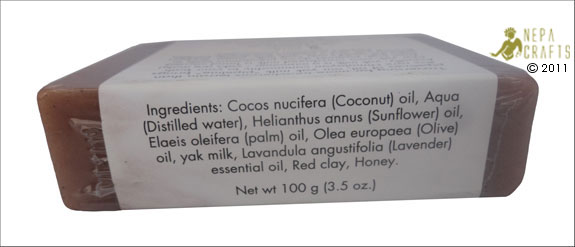 NEPA
CRAFTS
© 2011
Ingredients: Cocos nucifera (Coconut) oil, Aqua
(Distilled water), Helianthus annus (Sunflower) oil,
Elaeis oleifera (palm) oil, Olea europaea (Olive)
oil, yak milk, Lavandula angustifolia (Lavender)
essential oil, Red clay, Honey.
Net wt 100 g (3.5 oz.)